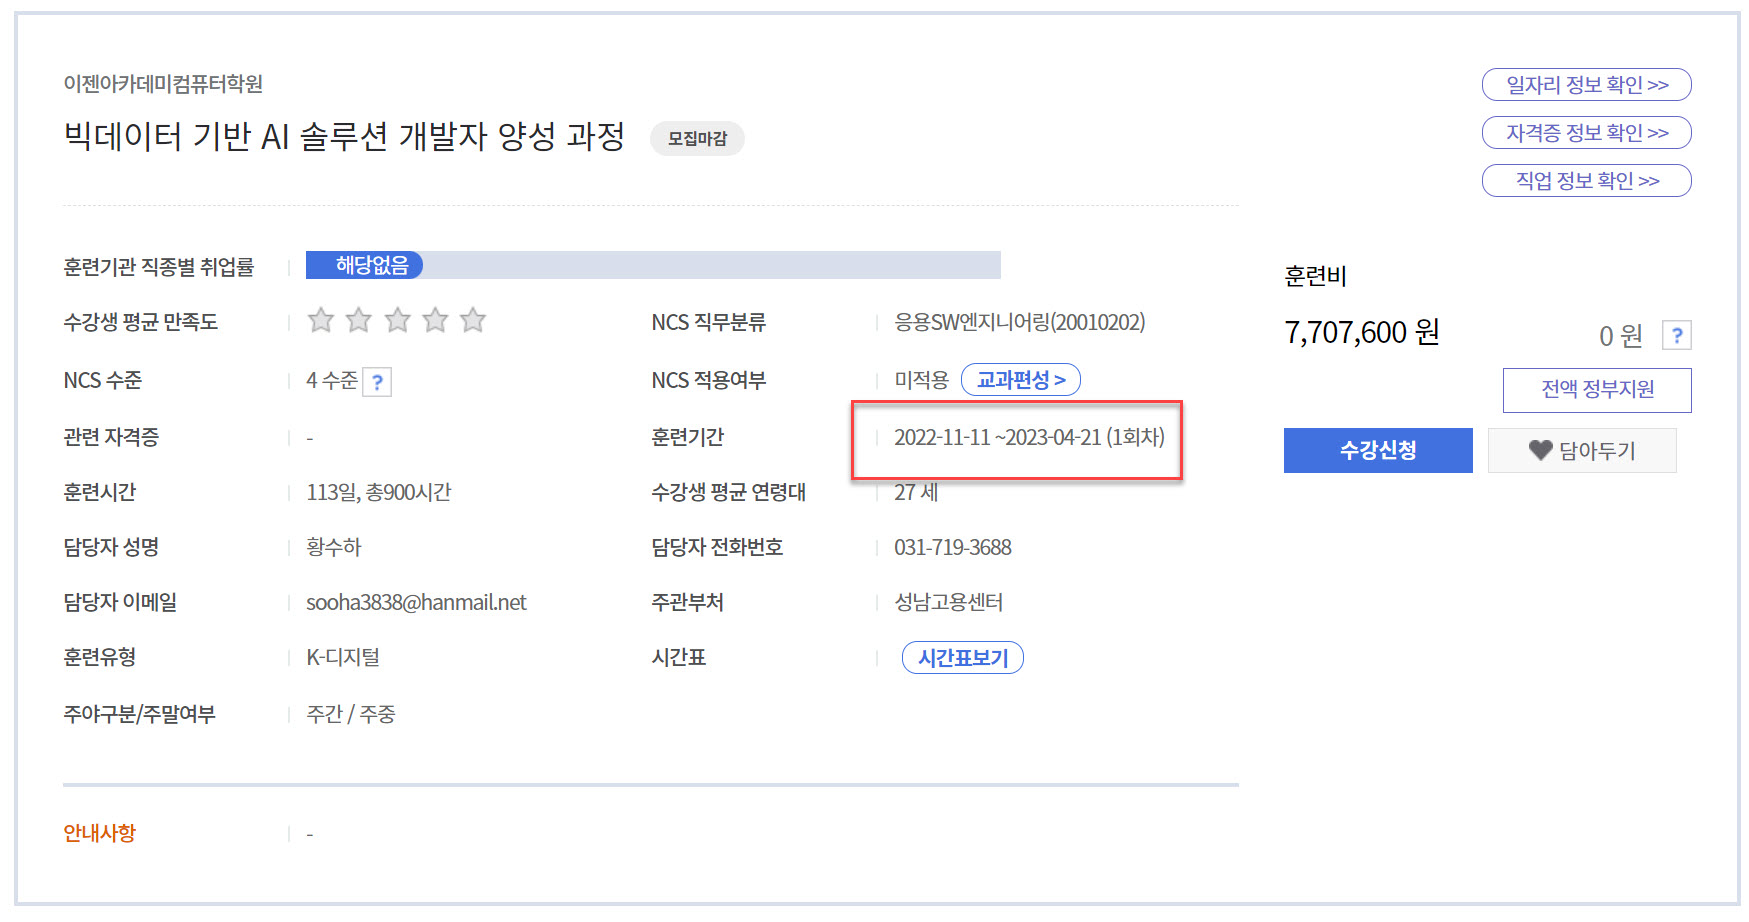 이젠아카데미컴퓨터학원
빅데이터 기반 AI 솔루션 개발자 양성 과정 모집마감
일자리 정보 확인 >>
자격증 정보 확인 >>
직업 정보 확인 >>
훈련기관 직종별 취업률 해당없음
수강생 평균 만족도 NCS 직무분류 응용SW엔지니어링(20010202)
NCS 수준 4 수준 ? NCS 적용여부 미적용 교과편성 >
관련 자격증 - 훈련기간 2022-11-11 ~2023-04-21 (1회차)
훈련시간 113일, 총900시간 수강생 평균 연령대 27 세
담당자 성명 황수하 담당자 전화번호 031-719-3688
담당자 이메일 sooha3838@hanmail.net 주관부처 성남고용센터
훈련유형 K-디지털 시간표 시간표보기
주야구분/주말여부 주간 / 주중
훈련비
7,707,600 원 0 원 ?
전액 정부지원
수강신청 담아두기
안내사항 -